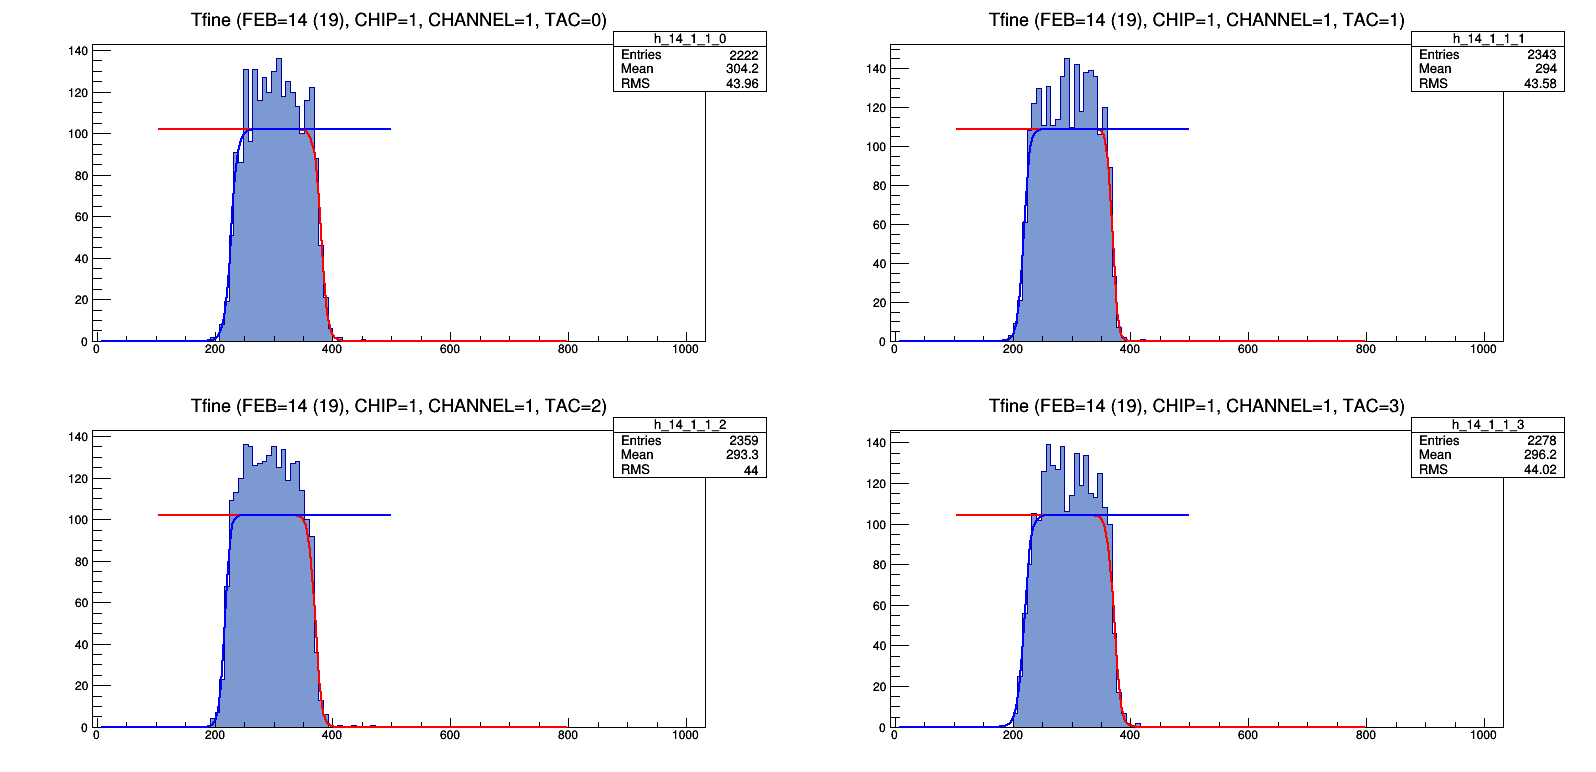 Tfine (FEB=14 (19), CHIP=1, CHANNEL=1, TAC=0)
h_14_1_1_0
Entries 2222
Mean 304.2
RMS 43.96
140
120
100
80
60
40
20
0
0 200 400 600 800 1000
Tfine (FEB=14 (19), CHIP=1, CHANNEL=1, TAC=1)
h_14_1_1_1
Entries 2343
Mean 294
RMS 43.58
140
120
100
80
60
40
20
0
0 200 400 600 800 1000
Tfine (FEB=14 (19), CHIP=1, CHANNEL=1, TAC=2)
h_14_1_1_2
Entries 2359
Mean 293.3
RMS 44
140
120
100
80
60
40
20
0
0 200 400 600 800 1000
Tfine (FEB=14 (19), CHIP=1, CHANNEL=1, TAC=3)
h_14_1_1_3
Entries 2278
Mean 296.2
RMS 44.02
140
120
100
80
60
40
20
0
0 200 400 600 800 1000